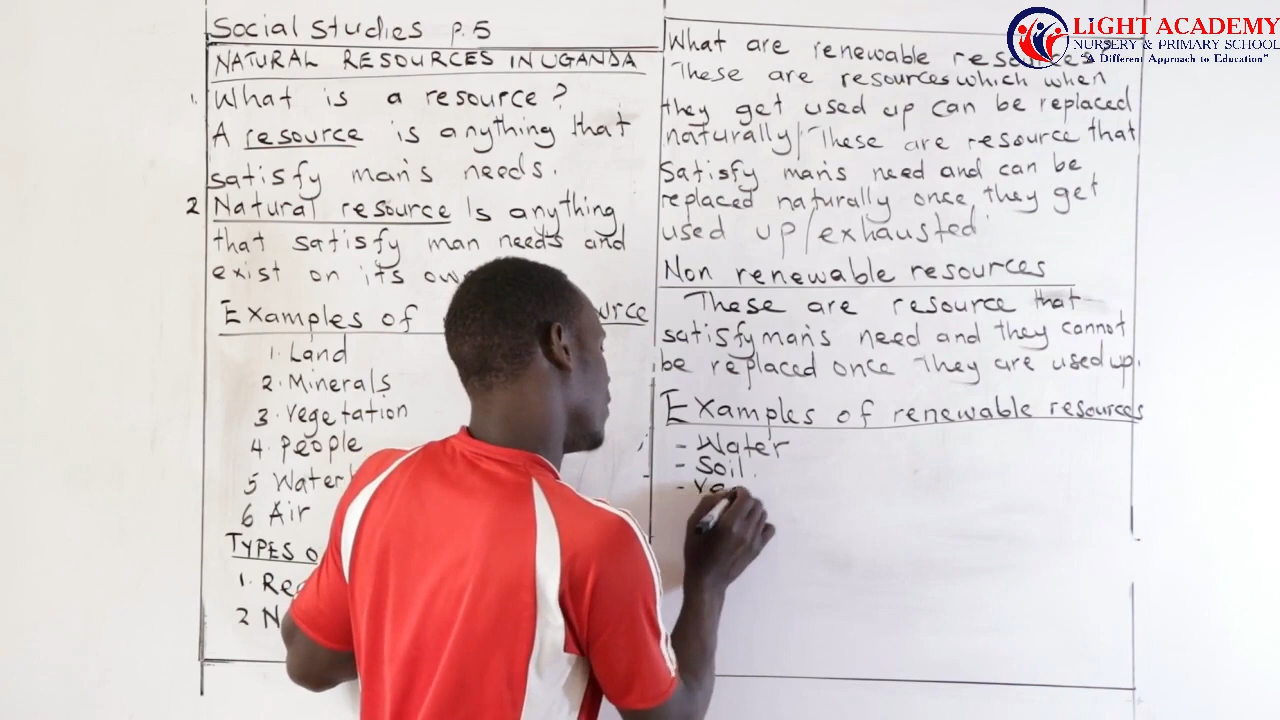 Social Studies p.5
NATURAL RESOURCES IN UGANDA
1. What is a resource?
A resource is anything that
satisfy man's needs.
2 Natural resource Is anything
that satisfy man needs and
exist on its
Examples of
1. Land
2. Minerals
3. Vegetation
4. People
5 Water
6 Air
TYPES
1.
2
What are renewable resources
These are resources which when
they get used up can be replaced
naturally/ These are resource that
Satisfy man's need and can be
replaced naturally once, they get
used up/exhausted
Non renewable resources
These are resource that
satisfy man's need and they cannot
be replaced once They are used up.
Examples of renewable resources
- Water
- Soil.
-
LIGHT ACADEMY
NURSERY & PRIMARY SCHOOL
"A Different Approach to Education"